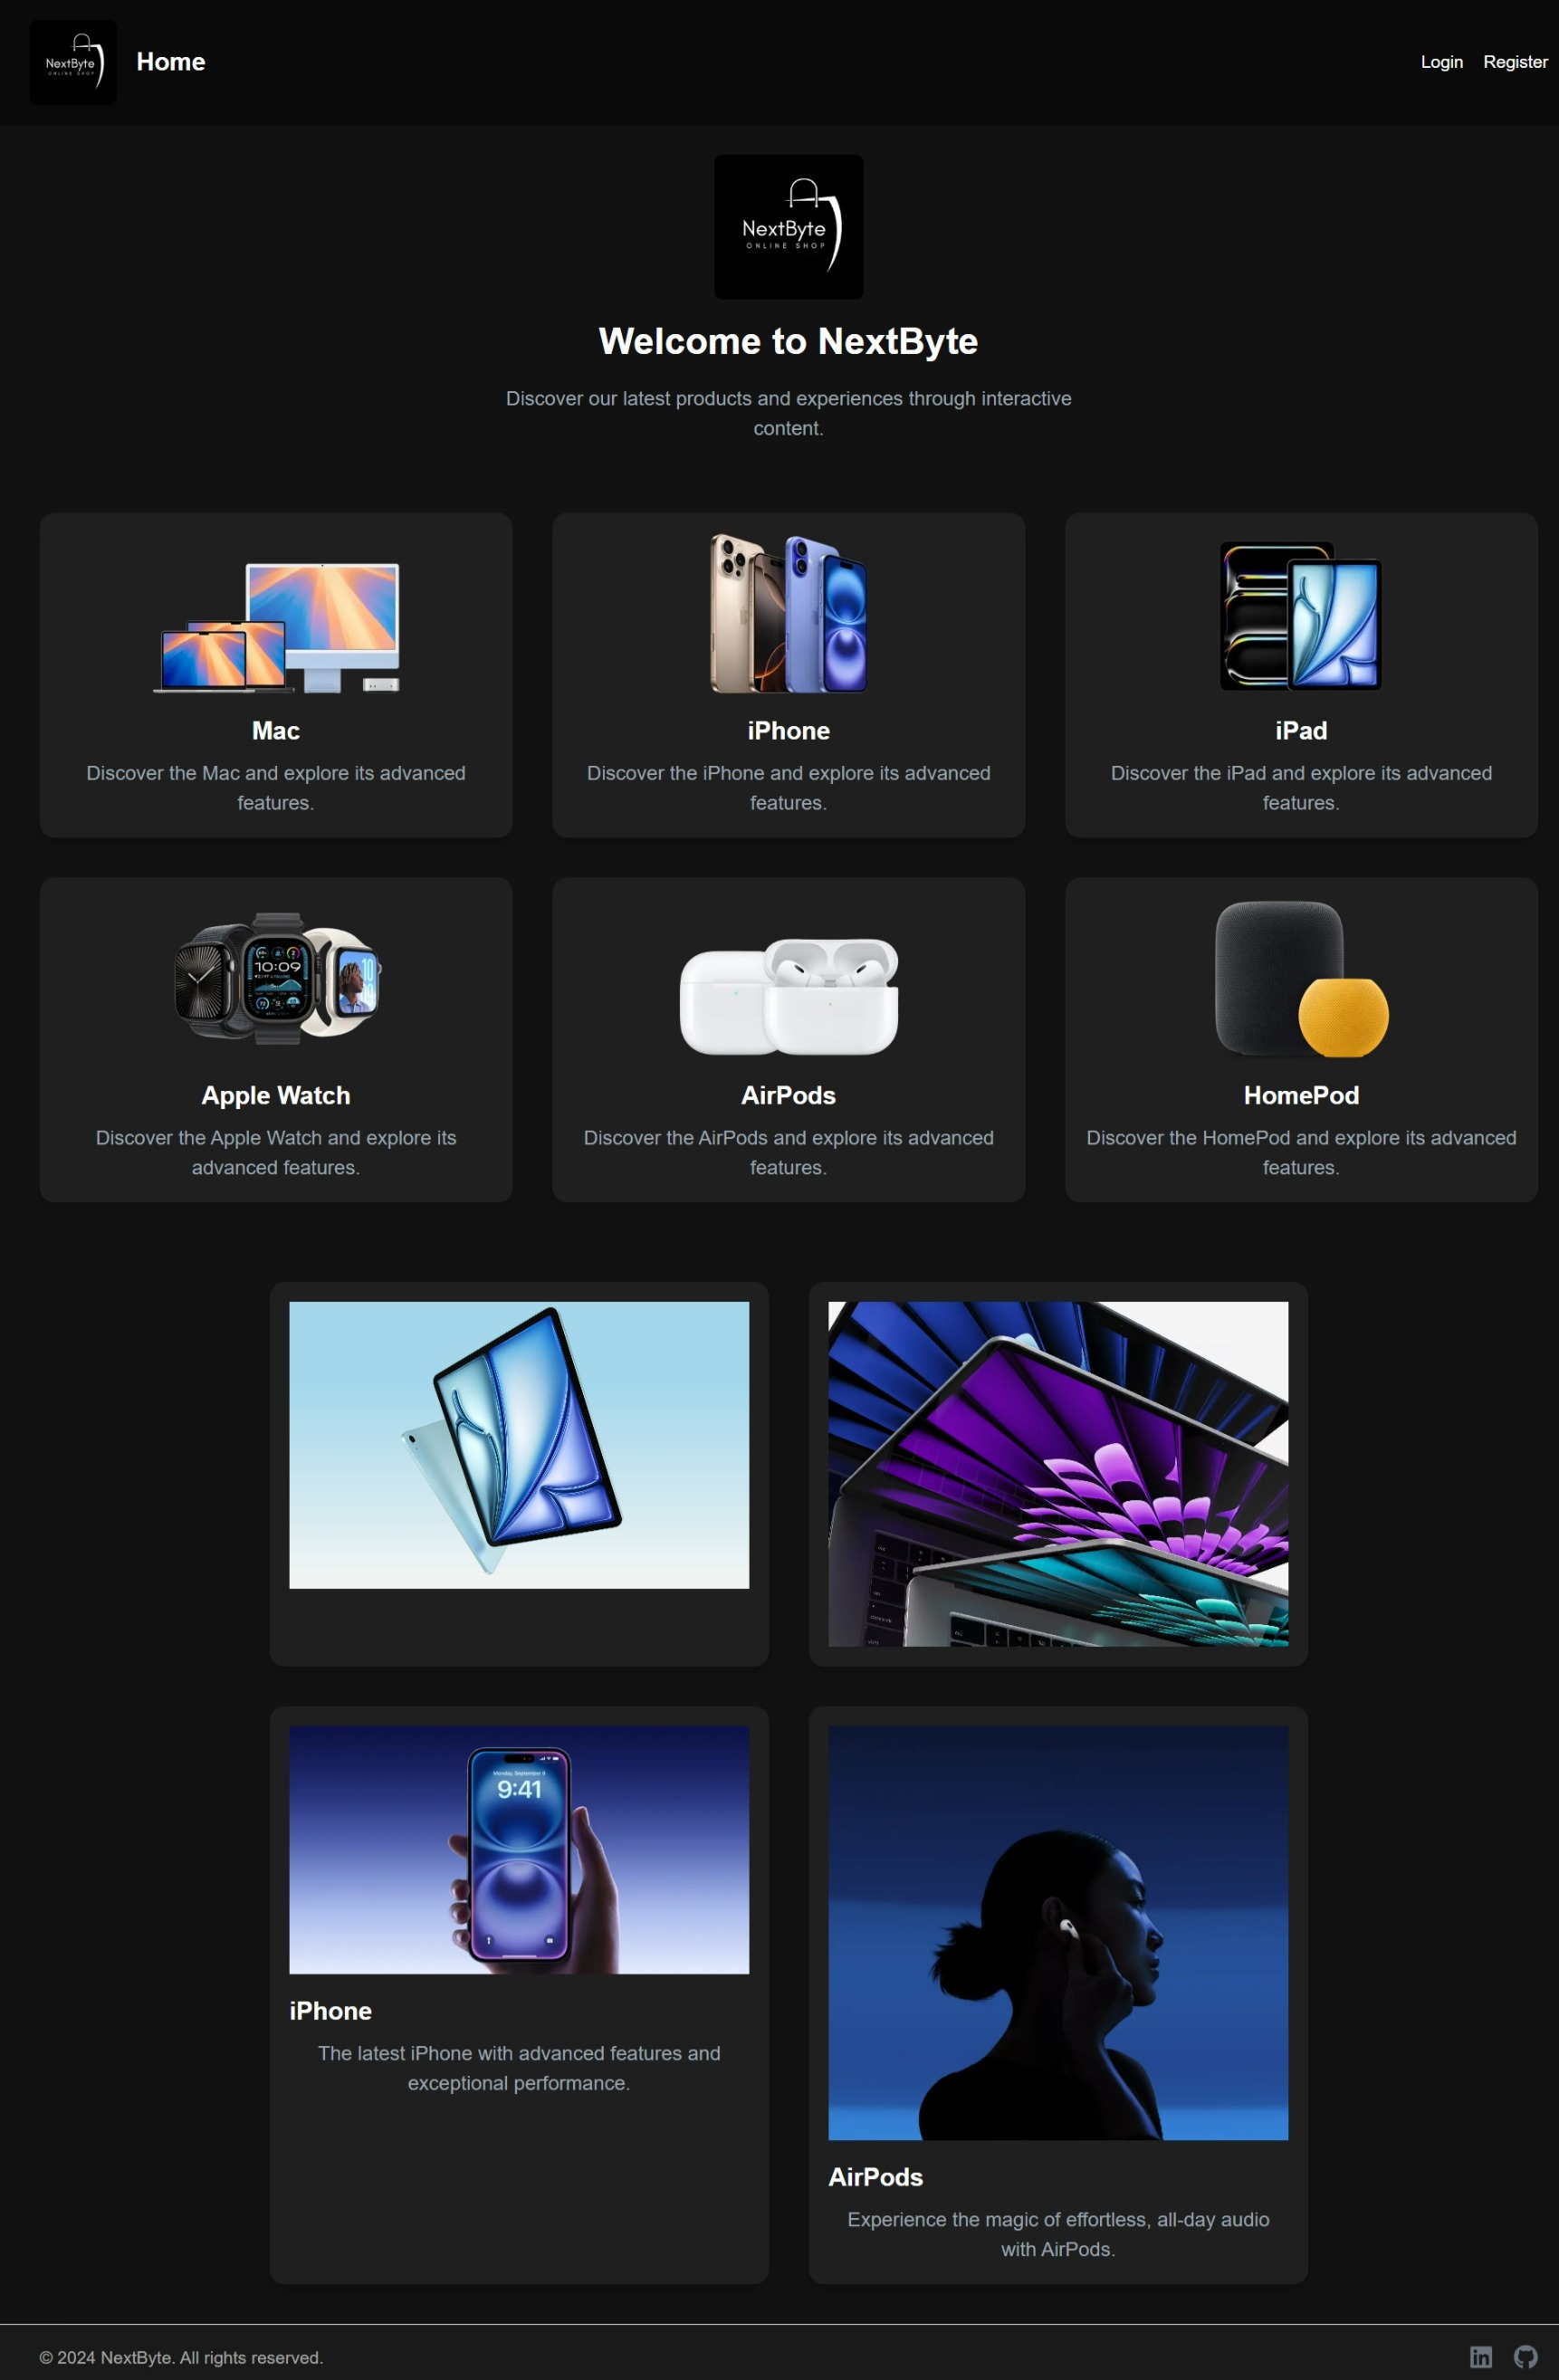 NextByte
ONLINE SHOP
Home
Login
Register
NextByte
ONLINE SHOP
Welcome to NextByte
Discover our latest products and experiences through interactive
content.
Mac
Discover the Mac and explore its advanced
features.
iPhone
Discover the iPhone and explore its advanced
features.
iPad
Discover the iPad and explore its advanced
features.
10:09
Apple Watch
Discover the Apple Watch and explore its
advanced features.
AirPods
Discover the AirPods and explore its advanced
features.
HomePod
Discover the HomePod and explore its advanced
features.
Monday, September 9
9:41
iPhone
The latest iPhone with advanced features and
exceptional performance.
AirPods
Experience the magic of effortless, all-day audio
with AirPods.
© 2024 NextByte. All rights reserved.
in